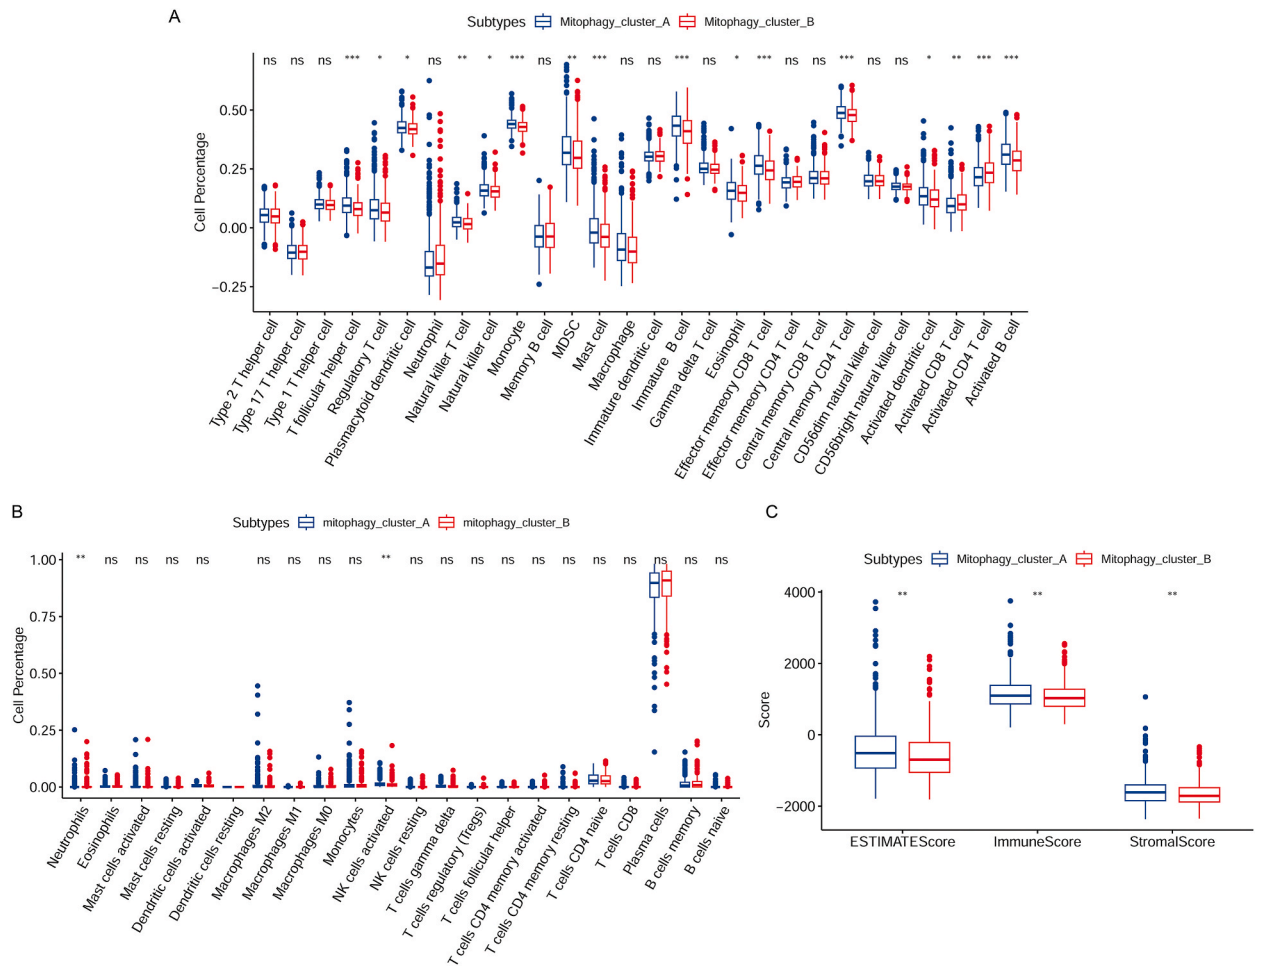 A
Subtypes Mitophagy_cluster_A Mitophagy_cluster_B
ns ns ns *** * * ns ** * *** ns ** *** ns ns *** ns * *** ns ns *** ns ns * ** *** ***
Cell Percentage
0.50
0.25
0.00
−0.25
Type 2 T helper cell
Type 17 T helper cell
Type 1 T helper cell
T follicular helper cell
Regulatory T cell
Plasmacytoid dendritic cell
Neutrophil
Natural killer T cell
Natural killer cell
Monocyte
Memory B cell
MDSC
Mast cell
Macrophage
Immature dendritic cell
Immature B cell
Gamma delta T cell
Eosinophil
Effector memeory CD8 T cell
Effector memeory CD4 T cell
Central memory CD8 T cell
Central memory CD4 T cell
CD56dim natural killer cell
CD56bright natural killer cell
Activated dendritic cell
Activated CD8 T cell
Activated CD4 T cell
Activated B cell
B
Subtypes mitophagy_cluster_A mitophagy_cluster_B
** ns ns ns ns ns ns ns ns ** ns ns ns ns ns ns ns ns ns ns ns
Cell Percentage
1.00
0.75
0.50
0.25
0.00
Neutrophils
Eosinophils
Mast cells activated
Mast cells resting
Dendritic cells activated
Dendritic cells resting
Macrophages M2
Macrophages M1
Macrophages M0
Monocytes
NK cells activated
NK cells resting
T cells gamma delta
T cells regulatory (Tregs)
T cells follicular helper
T cells CD4 memory activated
T cells CD4 memory resting
T cells CD4 naive
T cells CD8
Plasma cells
B cells memory
B cells naive
C
Subtypes Mitophagy_cluster_A Mitophagy_cluster_B
** ** **
Score
4000
2000
0
−2000
ESTIMATEScore
ImmuneScore
StromalScore